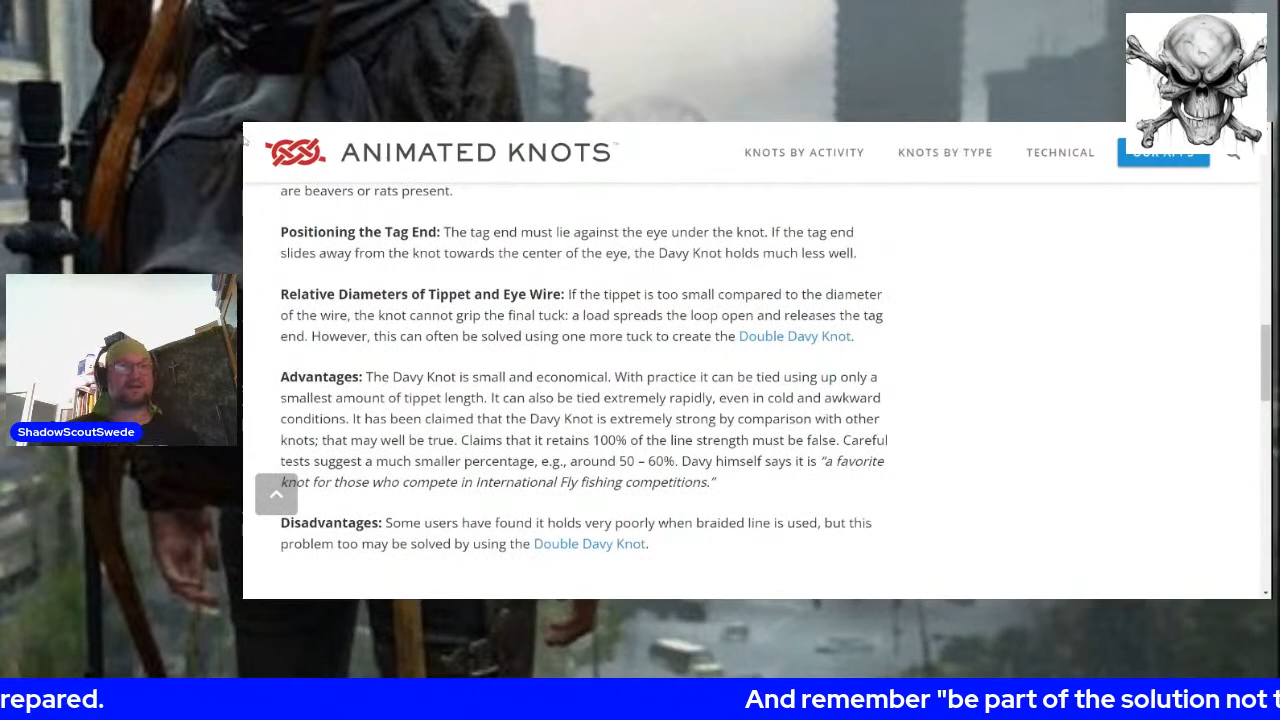 ANIMATED KNOTS™
KNOTS BY ACTIVITY
KNOTS BY TYPE
TECHNICAL
are beavers or rats present.
Positioning the Tag End: The tag end must lie against the eye under the knot. If the tag end
slides away from the knot towards the center of the eye, the Davy Knot holds much less well.
Relative Diameters of Tippet and Eye Wire: If the tippet is too small compared to the diameter
of the wire, the knot cannot grip the final tuck: a load spreads the loop open and releases the tag
end. However, this can often be solved using one more tuck to create the Double Davy Knot.
Advantages: The Davy Knot is small and economical. With practice it can be tied using up only a
smallest amount of tippet length. It can also be tied extremely rapidly, even in cold and awkward
conditions. It has been claimed that the Davy Knot is extremely strong by comparison with other
knots; that may well be true. Claims that it retains 100% of the line strength must be false. Careful
tests suggest a much smaller percentage, e.g., around 50 – 60%. Davy himself says it is “a favorite
knot for those who compete in International Fly fishing competitions.”
Disadvantages: Some users have found it holds very poorly when braided line is used, but this
problem too may be solved by using the Double Davy Knot.
ShadowScoutSwede
repared. And remember "be part of the solution not t